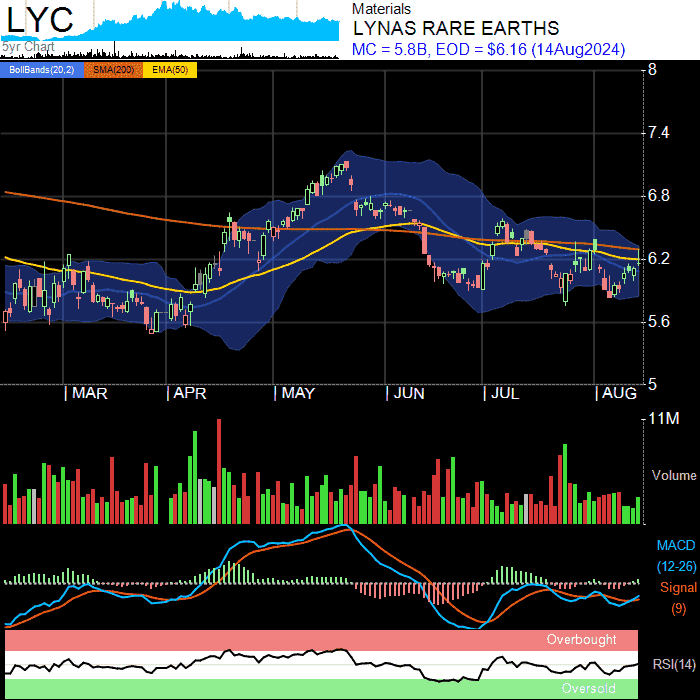 LYC
5yr Chart
Materials
LYNAS RARE EARTHS
MC = 5.8B, EOD = $6.16 (14Aug2024)
BollBands(20,2) SMA(200) EMA(50)
8
7.4
6.8
6.2
5.6
5
| MAR | APR | MAY | JUN | JUL | AUG
11M
Volume
MACD
(12-26)
Signal
(9)
Overbought
RSI(14)
Oversold